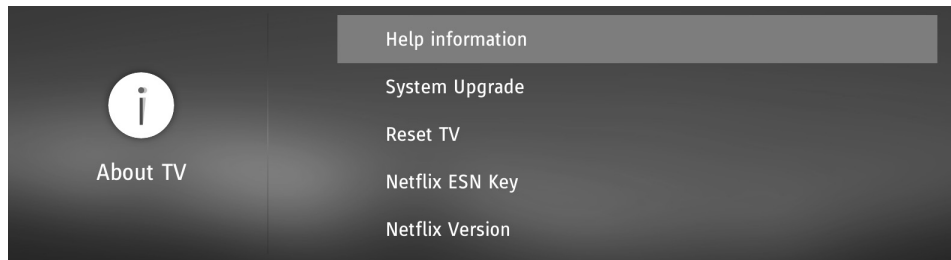 About TV
Help information
System Upgrade
Reset TV
Netflix ESN Key
Netflix Version